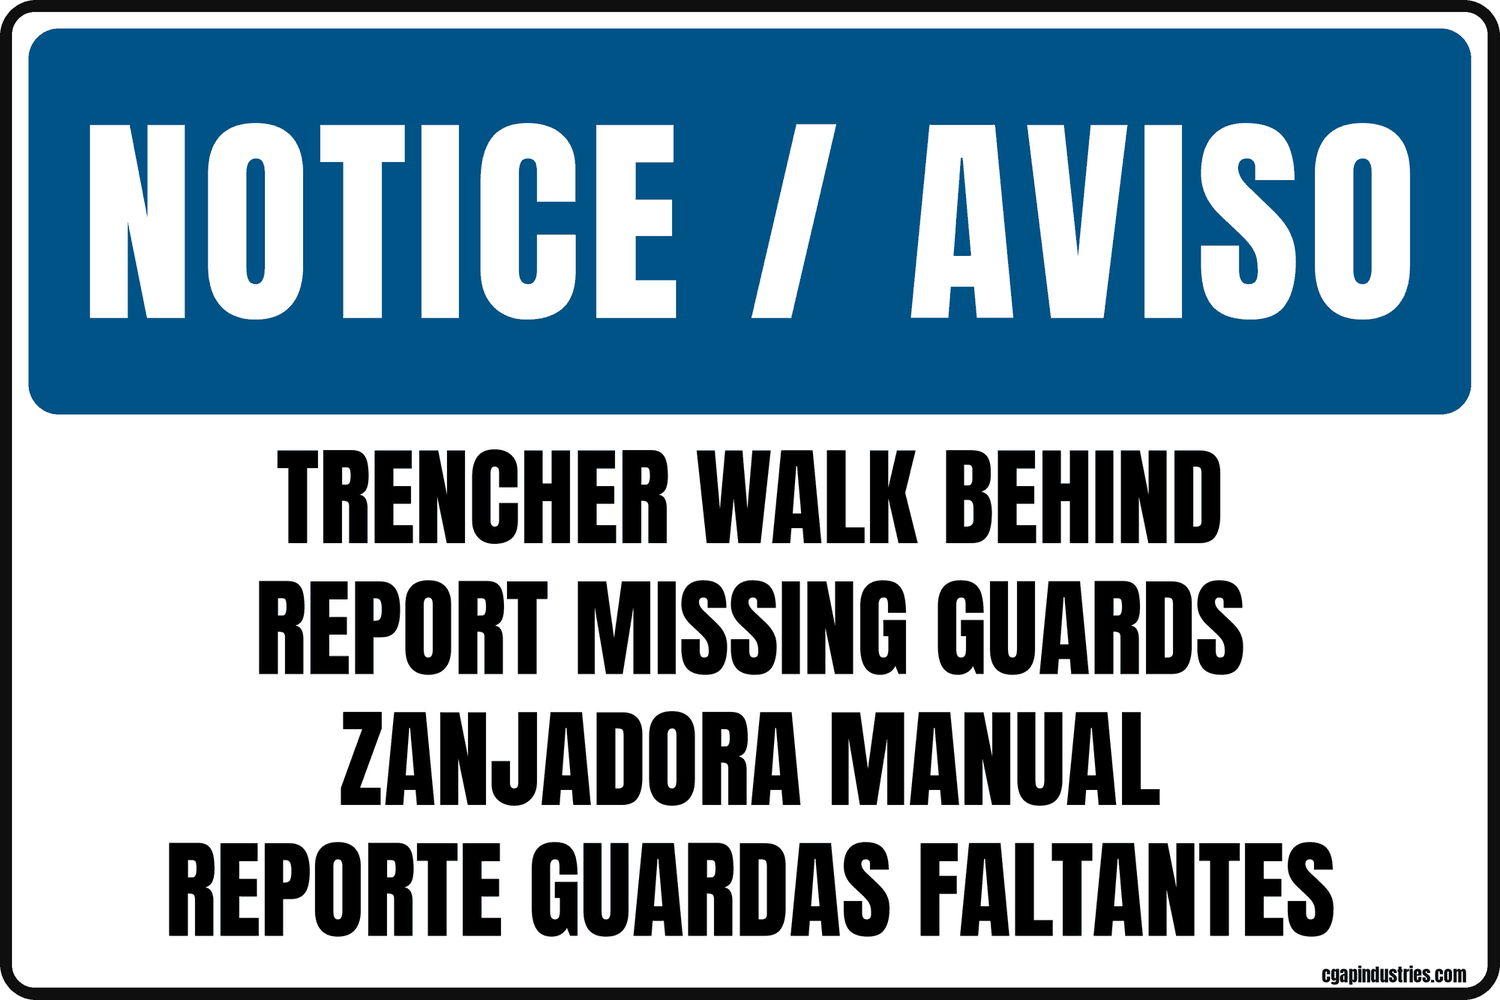 NOTICE / AVISO
TRENCHER WALK BEHIND
REPORT MISSING GUARDS
ZANJADORA MANUAL
REPORTE GUARDAS FALTANTES
cgapindustries.com